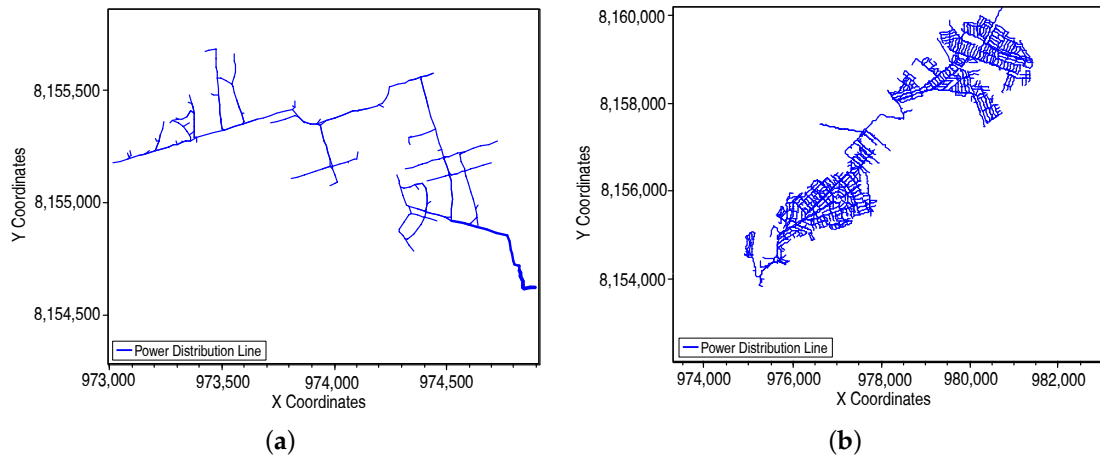 8,155,500
8,155,000
8,154,500
Y Coordinates
Power Distribution Line
973,000 973,500 974,000 974,500
X Coordinates
(a)
8,160,000
8,158,000
8,156,000
8,154,000
Y Coordinates
Power Distribution Line
974,000 976,000 978,000 980,000 982,000
X Coordinates
(b)